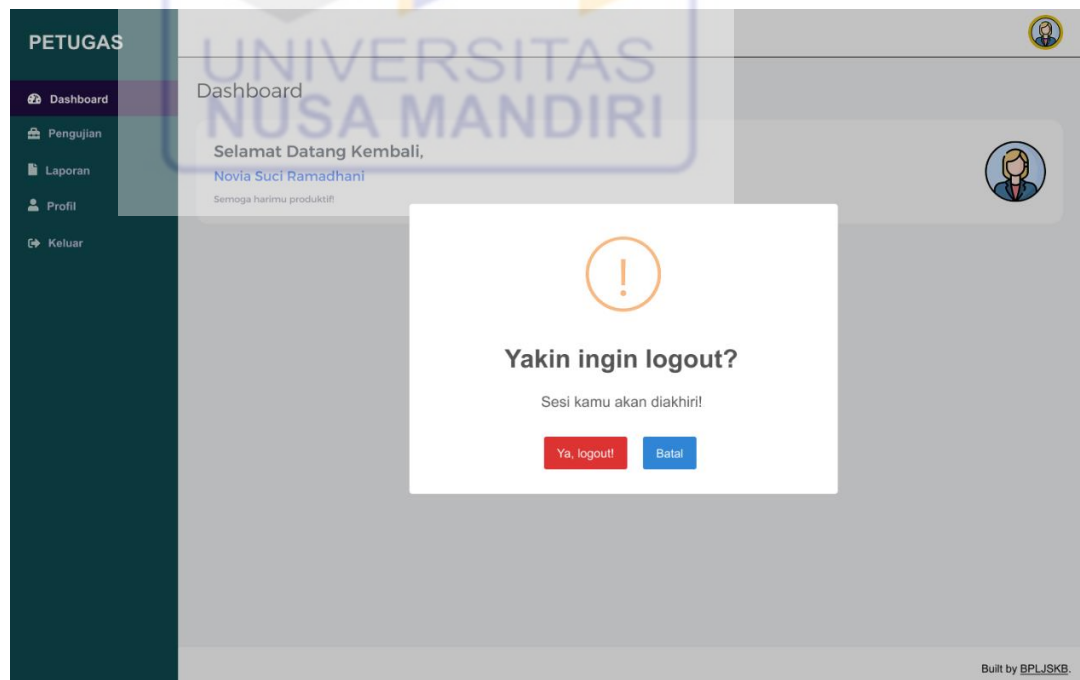 PETUGAS
UNIVERSITAS
NUSA MANDIRI
Dashboard
Pengujian
Laporan
Profil
Keluar
Dashboard
Selamat Datang Kembali,
Novia Suci Ramadhani
Semoga harimu produktif!
!
Yakin ingin logout?
Sesi kamu akan diakhiri!
Ya, logout!
Batal
Built by BPLJSKB.